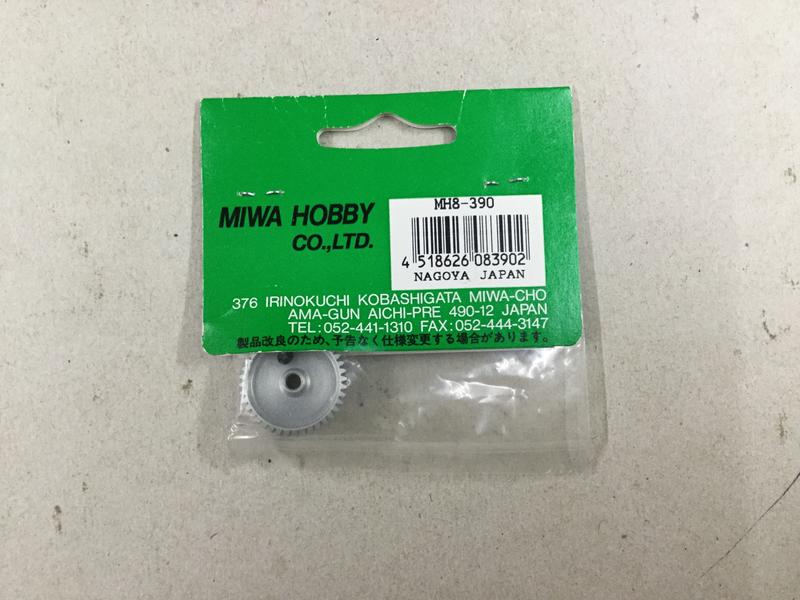 MH8-390
MIWA HOBBY
CO.,LTD.
4 518626 083902
NAGOYA JAPAN
376 IRINOKUCHI KOBASHIGATA MIWA-CHO
AMA-GUN AICHI-PRE 490-12 JAPAN
TEL:052-441-1310 FAX:052-444-3147
製品改良のため、予告なく仕様変更する場合があります。